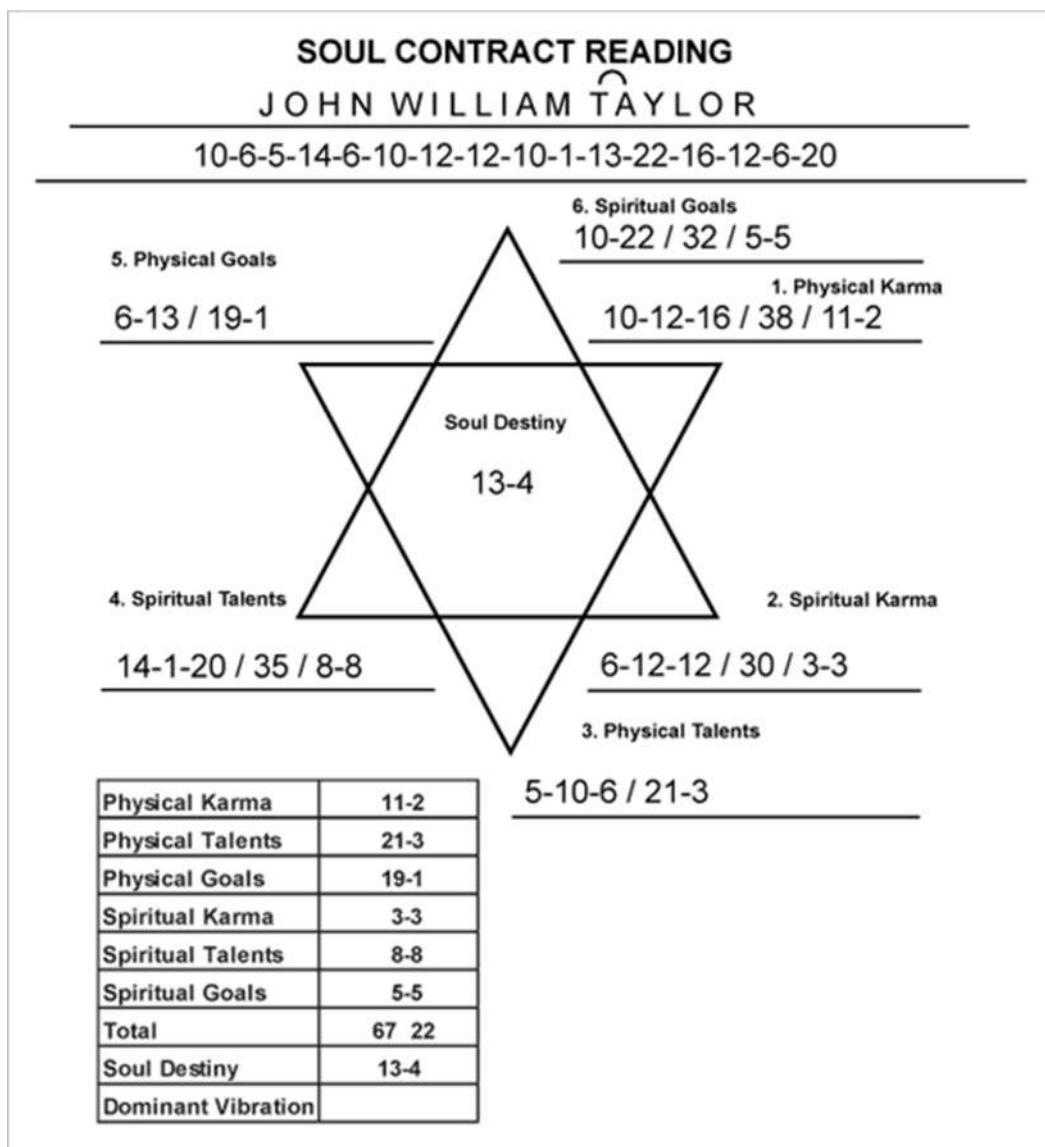 SOUL CONTRACT READING
JOHN WILLIAM TAYLOR
10-6-5-14-6-10-12-12-10-1-13-22-16-12-6-20
6. Spiritual Goals
10-22 / 32 / 5-5
5. Physical Goals
6-13 / 19-1
1. Physical Karma
10-12-16 / 38 / 11-2
Soul Destiny
13-4
4. Spiritual Talents
14-1-20 / 35 / 8-8
2. Spiritual Karma
6-12-12 / 30 / 3-3
3. Physical Talents
5-10-6 / 21-3
Physical Karma 11-2
Physical Talents 21-3
Physical Goals 19-1
Spiritual Karma 3-3
Spiritual Talents 8-8
Spiritual Goals 5-5
Total 67 22
Soul Destiny 13-4
Dominant Vibration